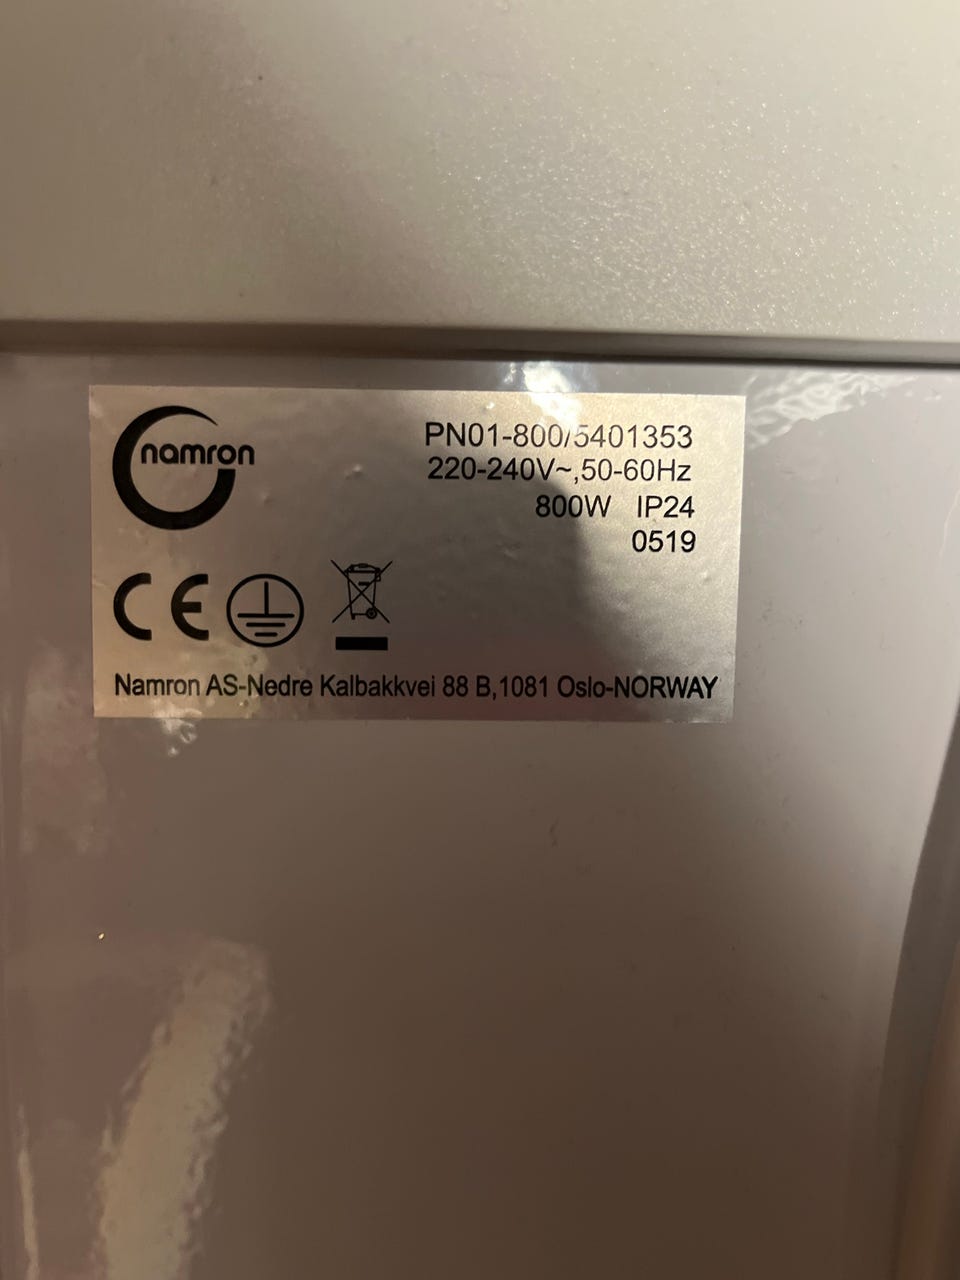 namron
PN01-800/5401353
220-240V~,50-60Hz
800W IP24
0519
CE
Namron AS-Nedre Kalbakkvei 88 B,1081 Oslo-NORWAY